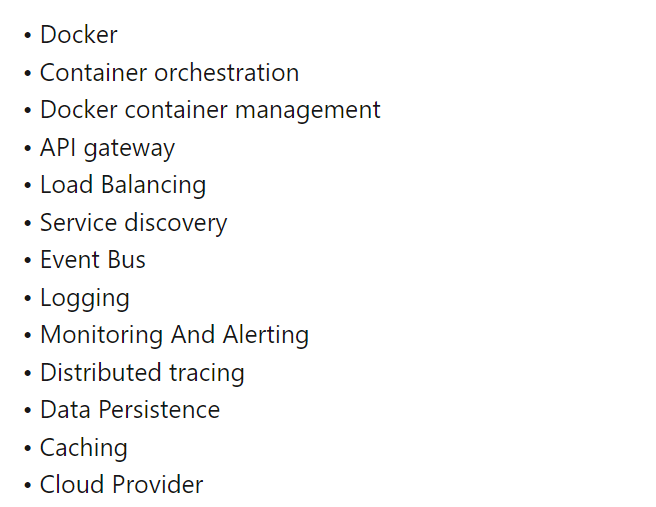 • Docker
• Container orchestration
• Docker container management
• API gateway
• Load Balancing
• Service discovery
• Event Bus
• Logging
• Monitoring And Alerting
• Distributed tracing
• Data Persistence
• Caching
• Cloud Provider